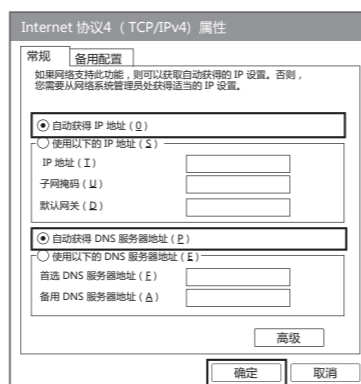 Internet 协议4 （ TCP/IPv4) 属性
常规 备用配置
如果网络支持此功能，则可以获取自动获得的 IP 设置。否则，
您需要从网络系统管理员处获得适当的 IP 设置。
自动获得 IP 地址（ O ）
使用以下的 IP 地址（ S ）
IP 地址（ I ）
子网掩码（ U ）
默认网关（ D ）
自动获得 DNS 服务器地址（ P ）
使用以下的 DNS 服务器地址（ E ）
首选 DNS 服务器地址（ F ）
备用 DNS 服务器地址（ A ）
高级
确定 取消